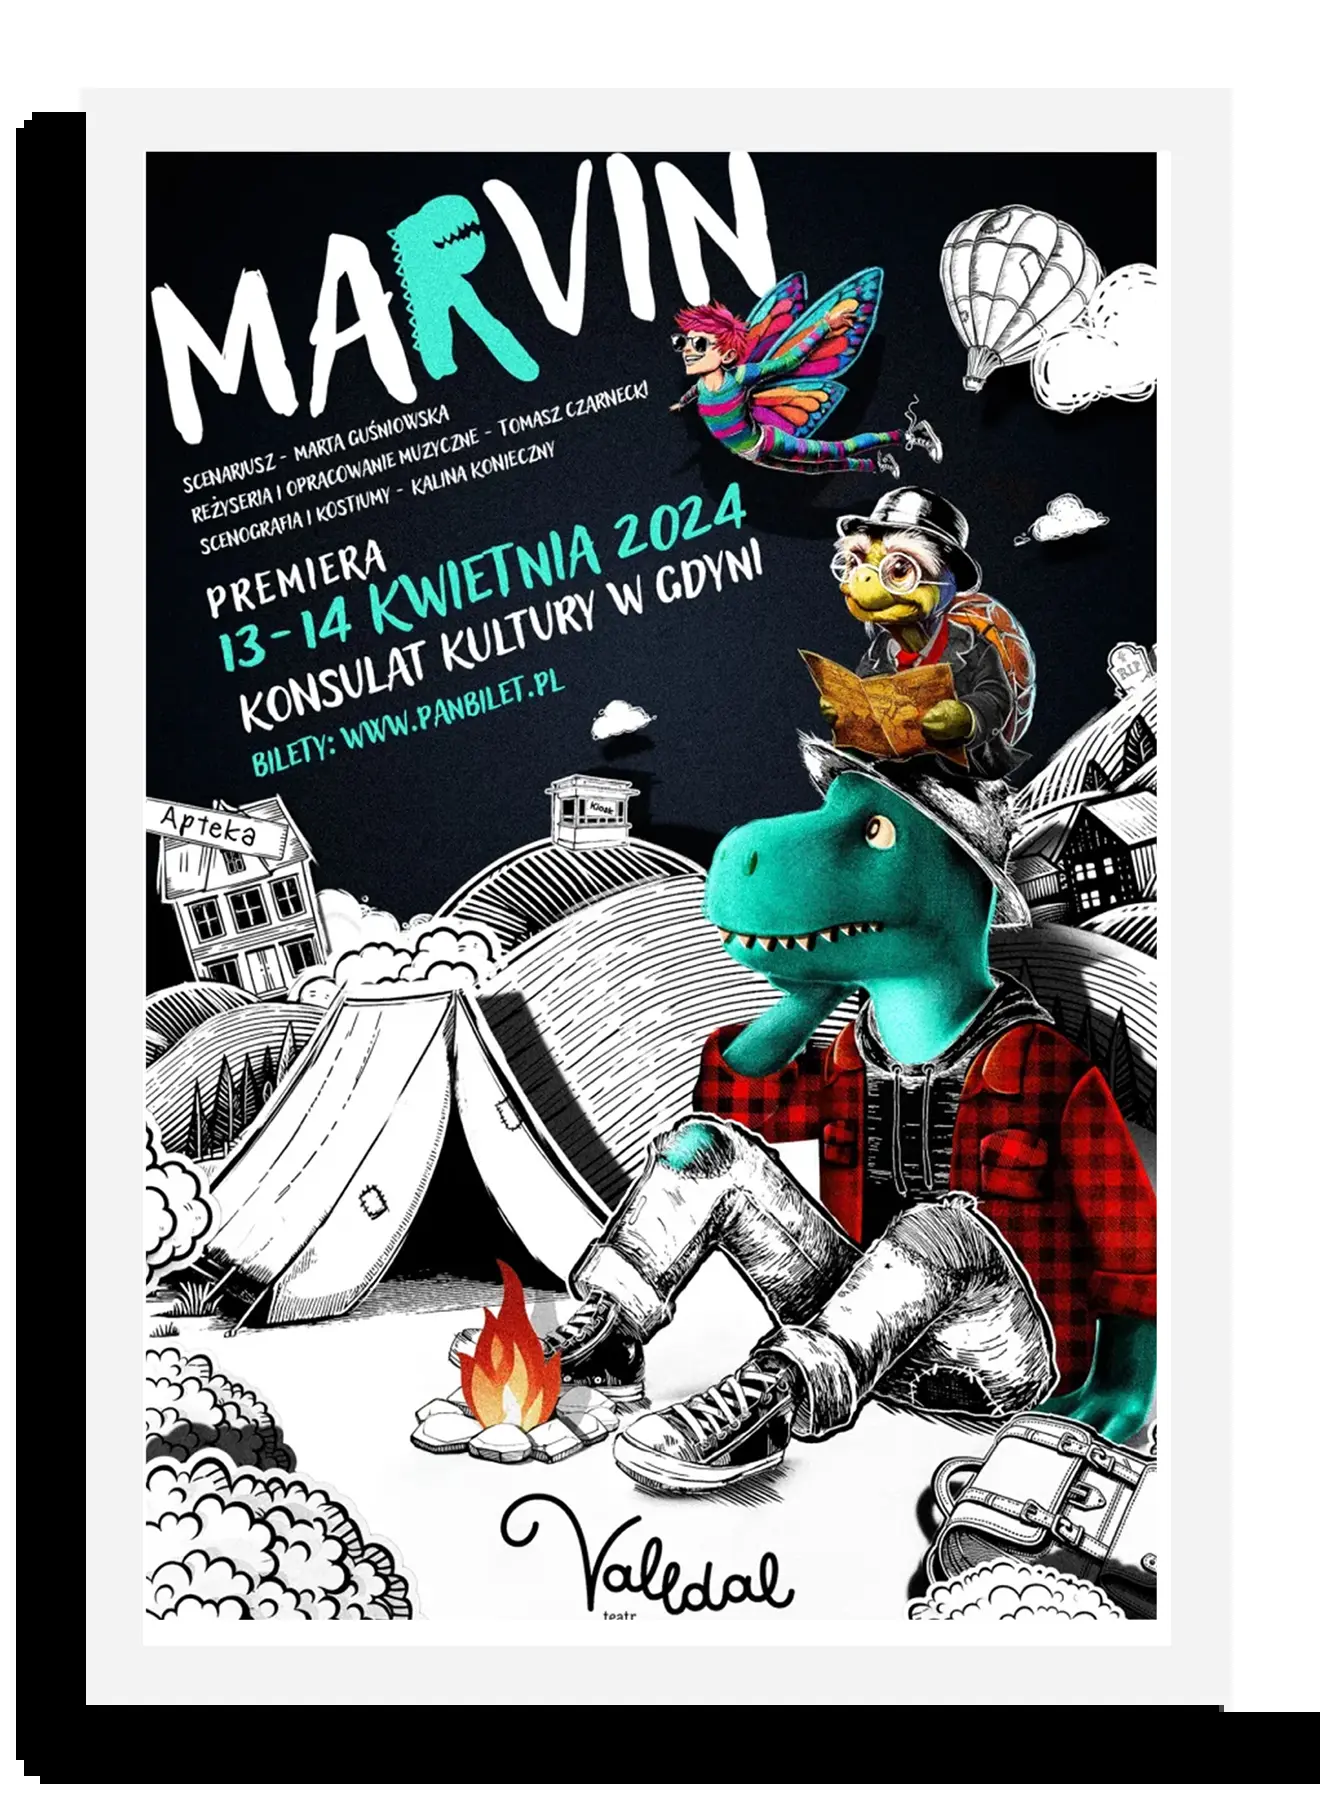 MARVIN
SCENARIUSZ - MARTA GUŚNIOWSKA
REŻYSERIA I OPRACOWANIE MUZYCZNE - TOMASZ CZARNECKI
SCENOGRAFIA I KOSTIUMY - KALINA KONIECZNY
PREMIERA
13-14 KWIETNIA 2024
KONSULAT KULTURY W GDYNI
BILETY: WWW.PANBILET.PL
R.I.P
Kiosk
Apteka
Valldal
teatr